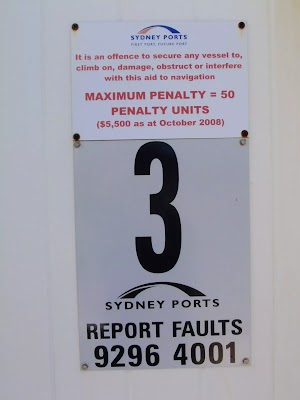 SYDNEY PORTS
FIRST PORT, FUTURE PORT
It is an offence to secure any vessel to,
climb on, damage, obstruct or interfere
with this aid to navigation
MAXIMUM PENALTY = 50
PENALTY UNITS
($5,500 as at October 2008)
3
SYDNEY PORTS
REPORT FAULTS
9296 4001